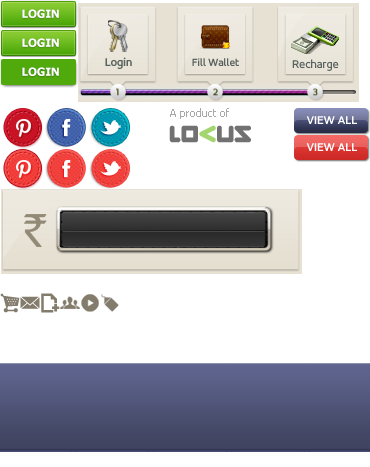 LOGIN
LOGIN
LOGIN
Login
Fill Wallet
Recharge
1 2 3
A product of
LOCUS
VIEW ALL
VIEW ALL
₹